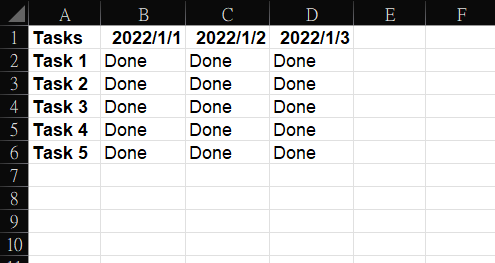 A B C D E F
1 Tasks 2022/1/1 2022/1/2 2022/1/3
2 Task 1 Done Done Done
3 Task 2 Done Done Done
4 Task 3 Done Done Done
5 Task 4 Done Done Done
6 Task 5 Done Done Done
7
8
9
10